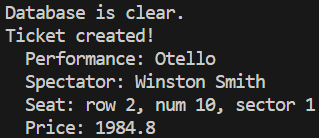 Database is clear.
Ticket created!
Performance: Otello
Spectator: Winston Smith
Seat: row 2, num 10, sector 1
Price: 1984.8